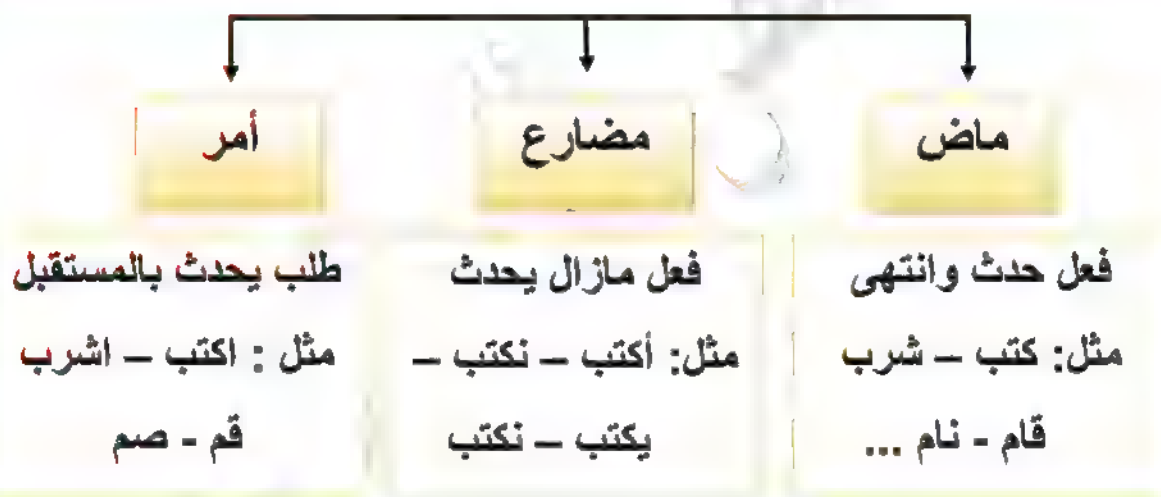 ماض
مضارع
أمر
فعل حدث وانتهى
مثل: كتب – شرب
قام - نام ...
فعل مازال يحدث
مثل: أكتب – نكتب –
يكتب – نكتب
طلب يحدث بالمستقبل
مثل : اكتب – اشرب
قم - صم